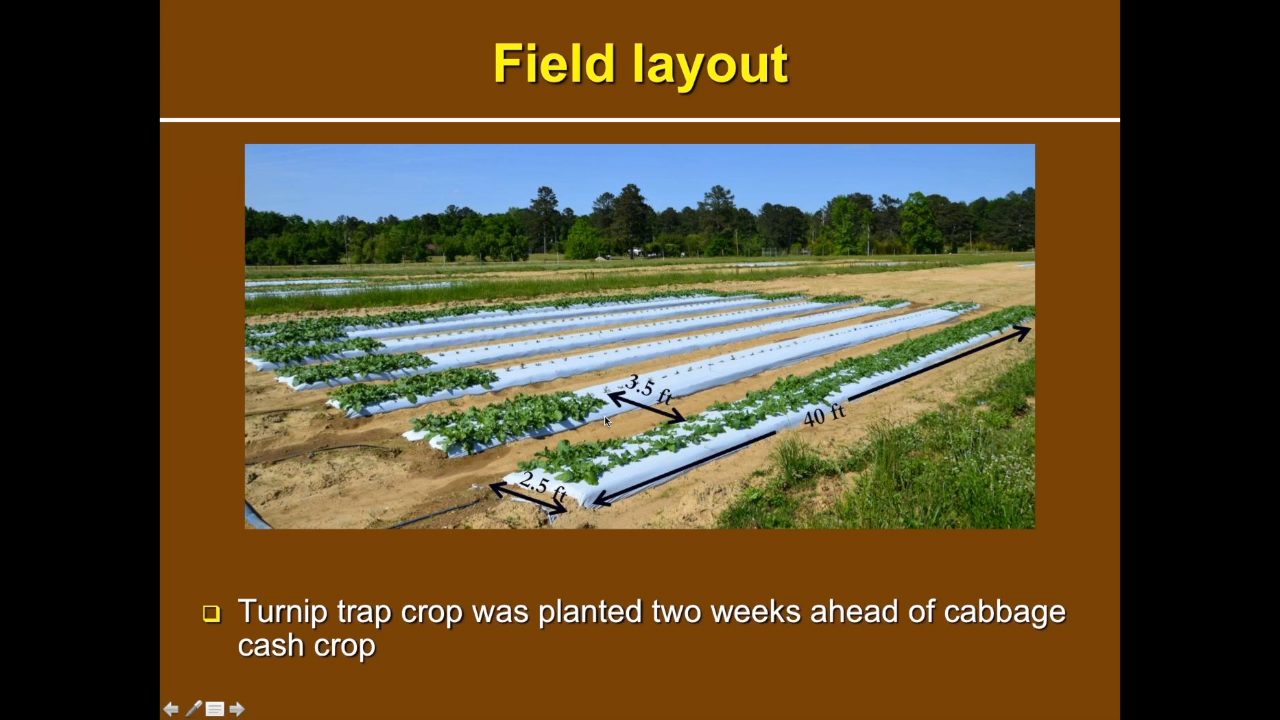 Field layout
3.5 ft
40 ft
2.5 ft
Turnip trap crop was planted two weeks ahead of cabbage
cash crop